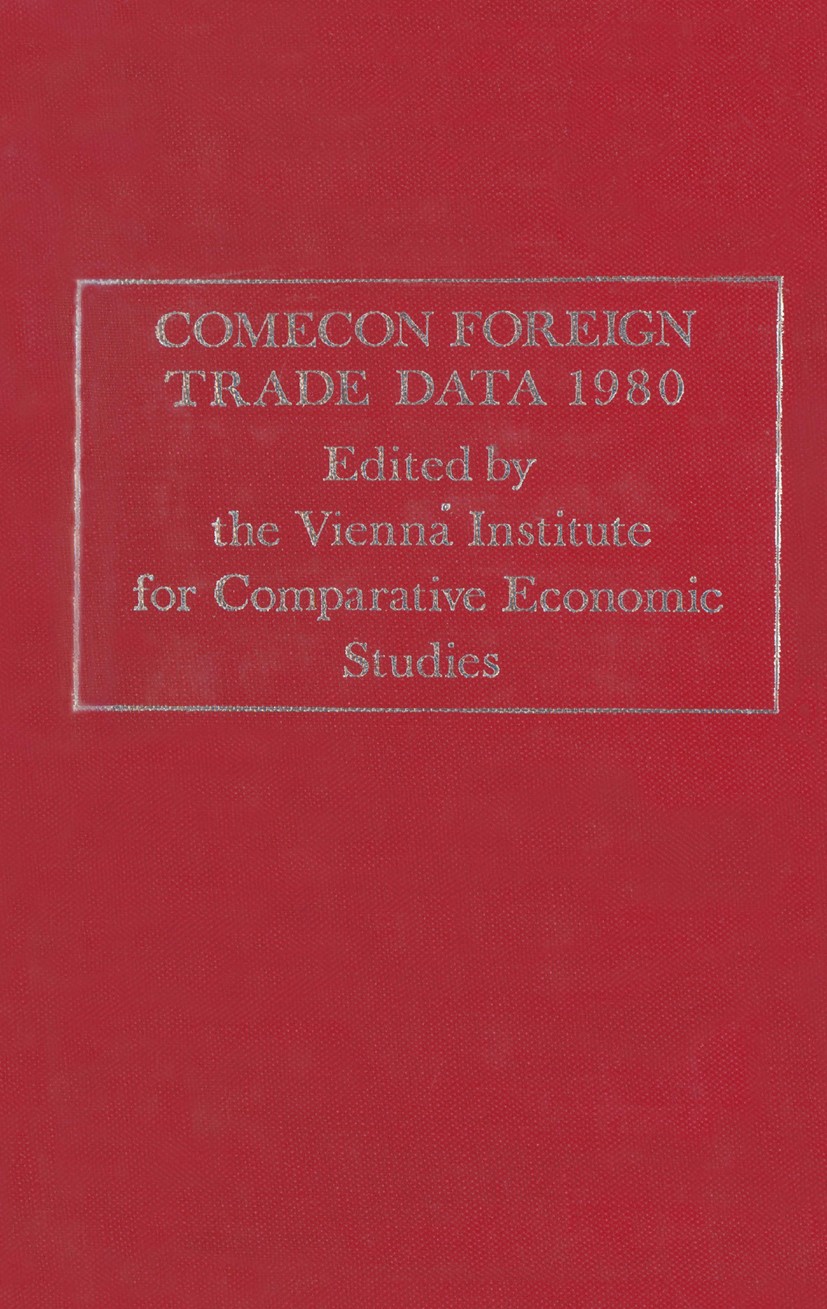 COMECON FOREIGN
TRADE DATA 1980
Edited by
the Vienna Institute
for Comparative Economic
Studies